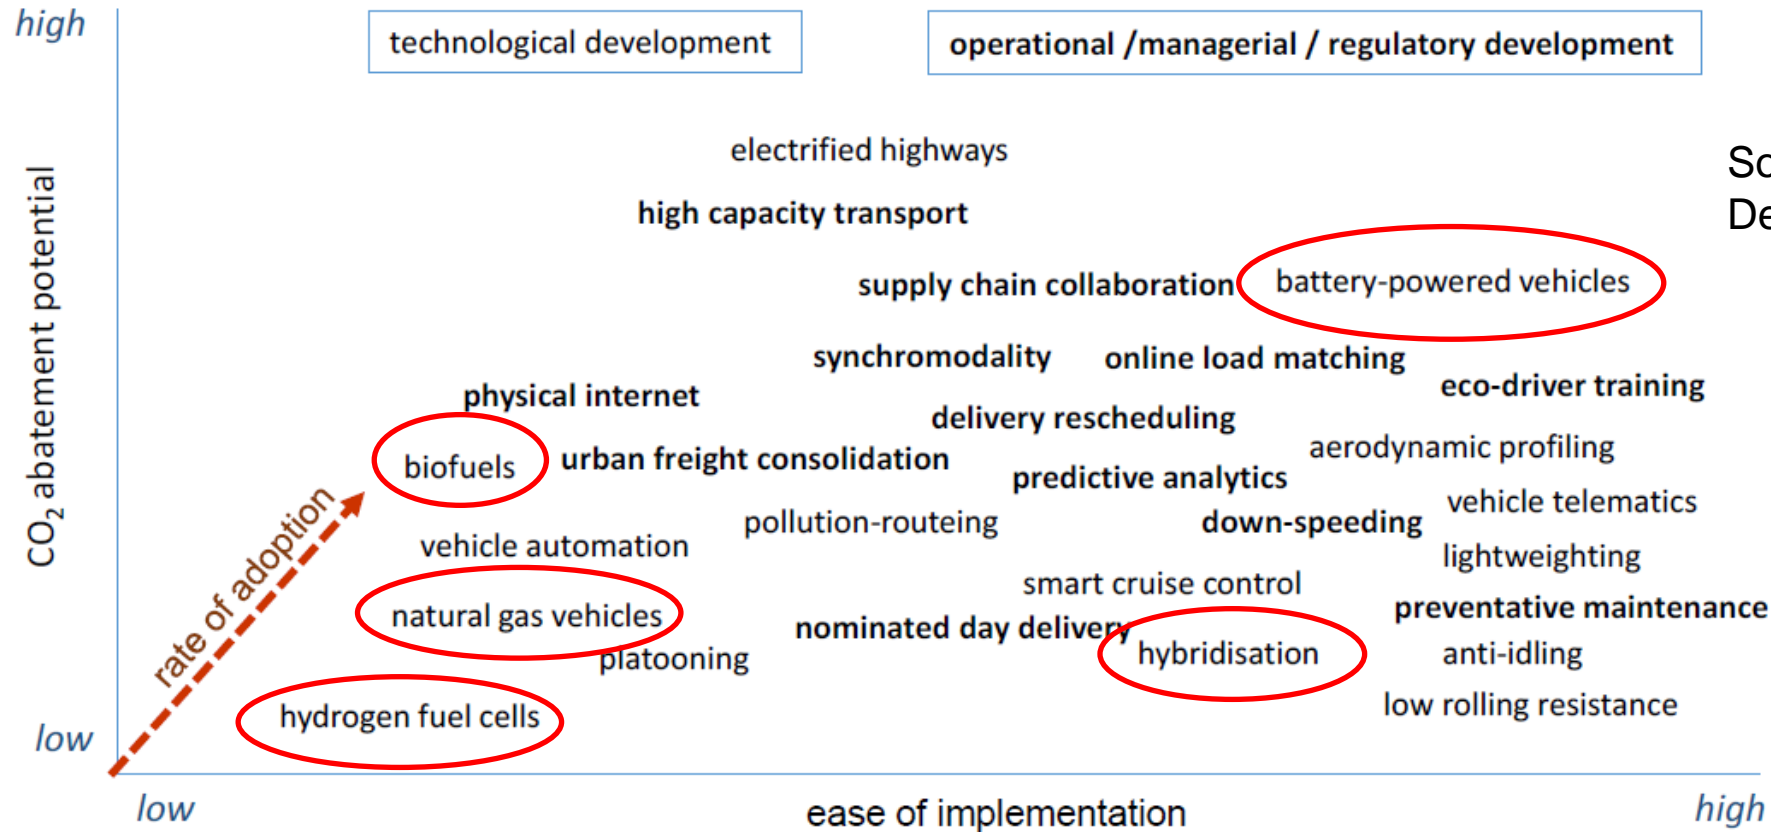 high
technological development
operational /managerial / regulatory development
electrified highways
high capacity transport
supply chain collaboration
battery-powered vehicles
synchromodality
online load matching
physical internet
eco-driver training
delivery rescheduling
biofuels
urban freight consolidation
aerodynamic profiling
predictive analytics
vehicle telematics
pollution-routeing
down-speeding
vehicle automation
lightweighting
smart cruise control
natural gas vehicles
preventative maintenance
nominated day delivery
platooning
hybridisation
anti-idling
hydrogen fuel cells
low rolling resistance
rate of adoption
CO₂ abatement potential
low
low
ease of implementation
high